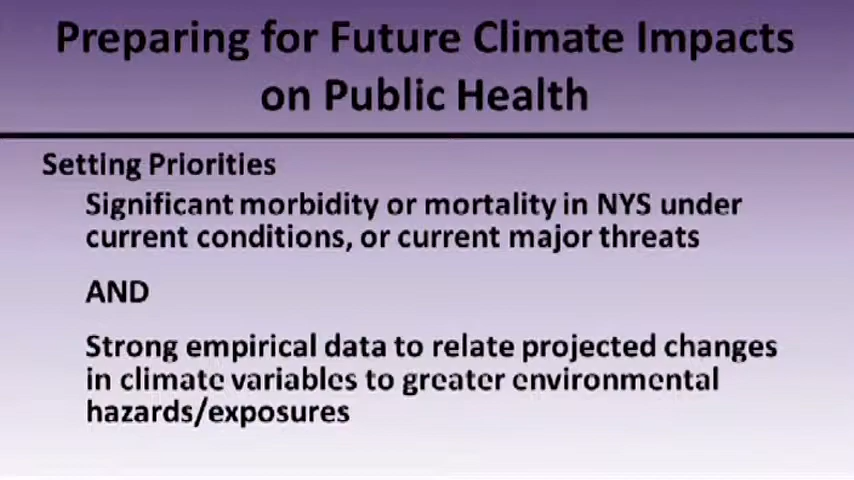 Preparing for Future Climate Impacts
on Public Health
Setting Priorities
Significant morbidity or mortality in NYS under
current conditions, or current major threats
AND
Strong empirical data to relate projected changes
in climate variables to greater environmental
hazards/exposures